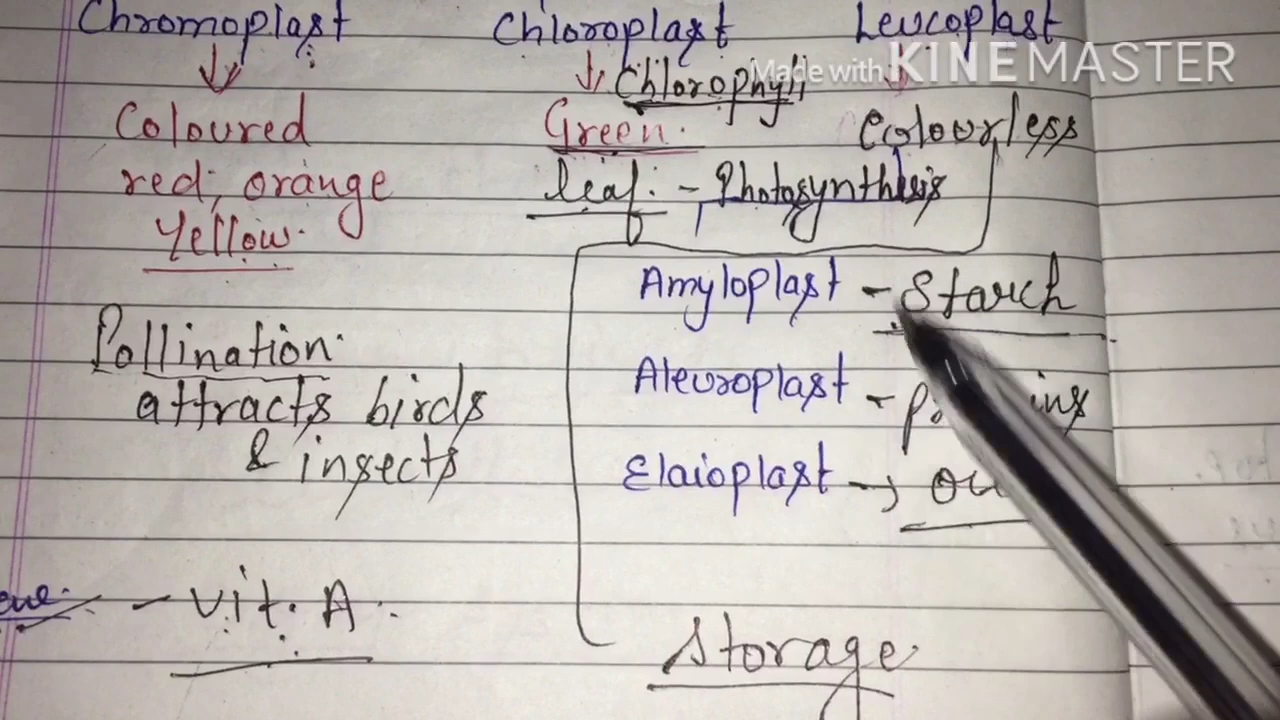 Chromoplast
Coloured
red, orange
Yellow.
Pollination.
attracts birds
& insects
- Vit. A.
Chloroplast
Chlorophyll
Green.
leaf. - Photosynthesis
Leucoplast
Colourless
Amyloplast - Starch
Aleuroplast -
Elaioplast →
Storage
Made with KINEMASTER